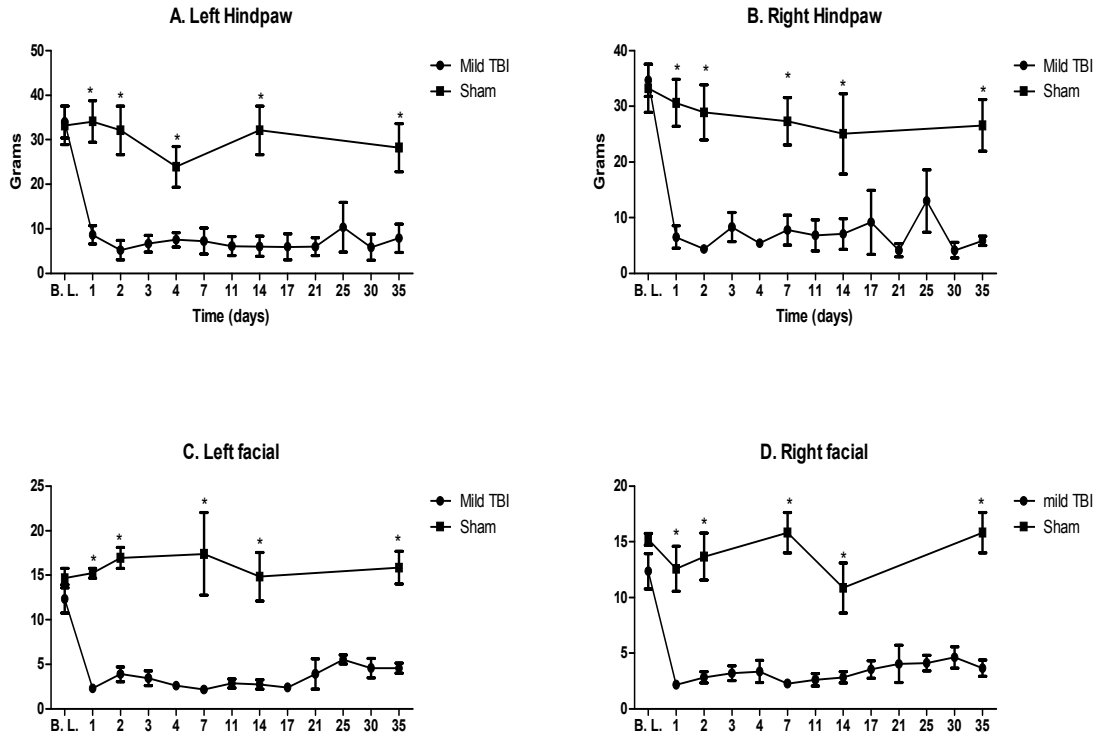 A. Left Hindpaw
50
40
30
20
10
0
Grams
* * * * *
B. L. 1 2 3 4 7 11 14 17 21 25 30 35
Time (days)
Mild TBI
Sham
B. Right Hindpaw
40
30
20
10
0
Grams
* * * * *
B. L. 1 2 3 4 7 11 14 17 21 25 30 35
Time (days)
Mild TBI
Sham
C. Left facial
25
20
15
10
5
0
* * * * *
B. L. 1 2 3 4 7 11 14 17 21 25 30 35
Mild TBI
Sham
D. Right facial
20
15
10
5
0
* * * * *
B. L. 1 2 3 4 7 11 14 17 21 25 30 35
mild TBI
Sham